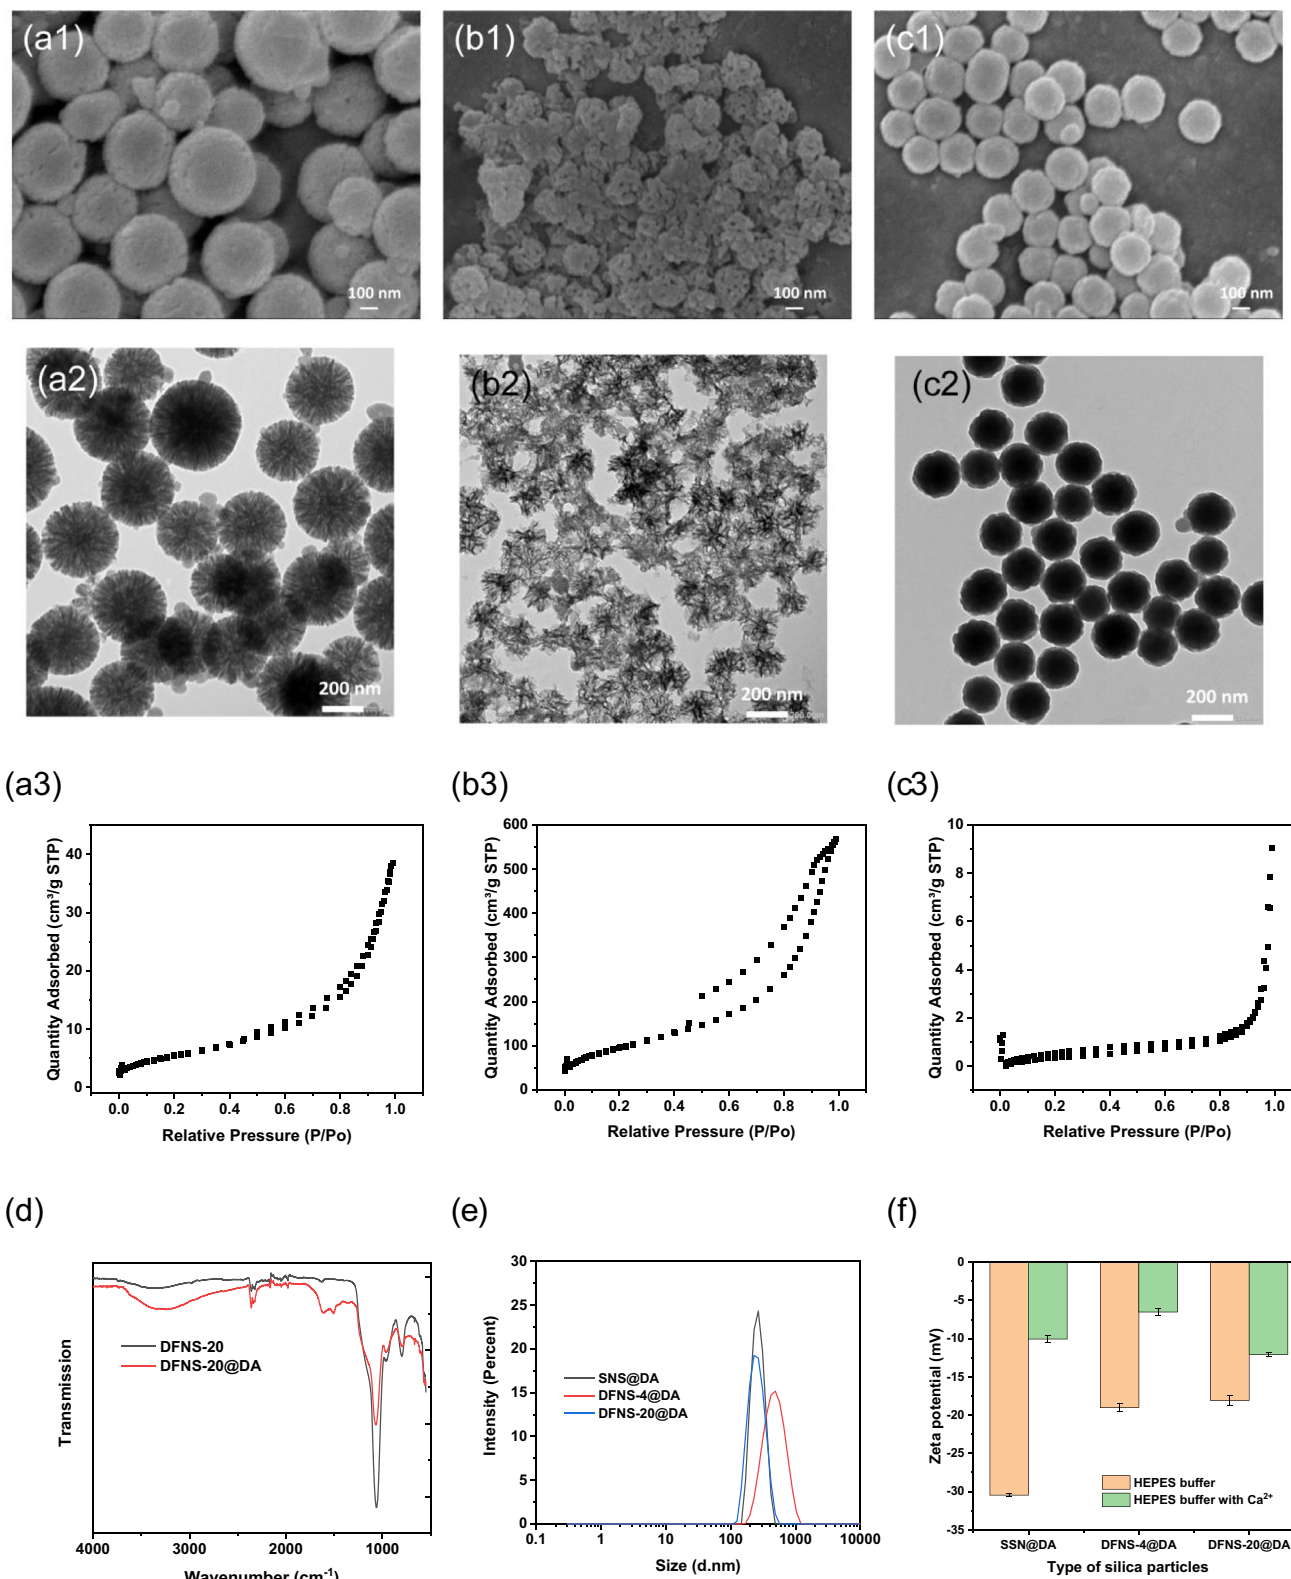 (a1)
(b1)
(c1)
100 nm
100 nm
100 nm
(a2)
(b2)
(c2)
200 nm
200 nm
200 nm
(a3)
(b3)
(c3)
Quantity Adsorbed (cm³/g STP)
40
30
20
10
0
0.0 0.2 0.4 0.6 0.8 1.0
Relative Pressure (P/Po)
Quantity Adsorbed (cm³/g STP)
600
500
400
300
200
100
0
0.0 0.2 0.4 0.6 0.8 1.0
Relative Pressure (P/Po)
Quantity Adsorbed (cm³/g STP)
10
8
6
4
2
0
0.0 0.2 0.4 0.6 0.8 1.0
Relative Pressure (P/Po)
(d)
(e)
(f)
Transmission
DFNS-20
DFNS-20@DA
4000 3000 2000 1000
Wavenumber (cm⁻¹)
Intensity (Percent)
30
25
20
15
10
5
0
SNS@DA
DFNS-4@DA
DFNS-20@DA
0.1 1 10 100 1000 10000
Size (d.nm)
Zeta potential (mV)
0
-5
-10
-15
-20
-25
-30
-35
HEPES buffer
HEPES buffer with Ca²⁺
SSN@DA DFNS-4@DA DFNS-20@DA
Type of silica particles